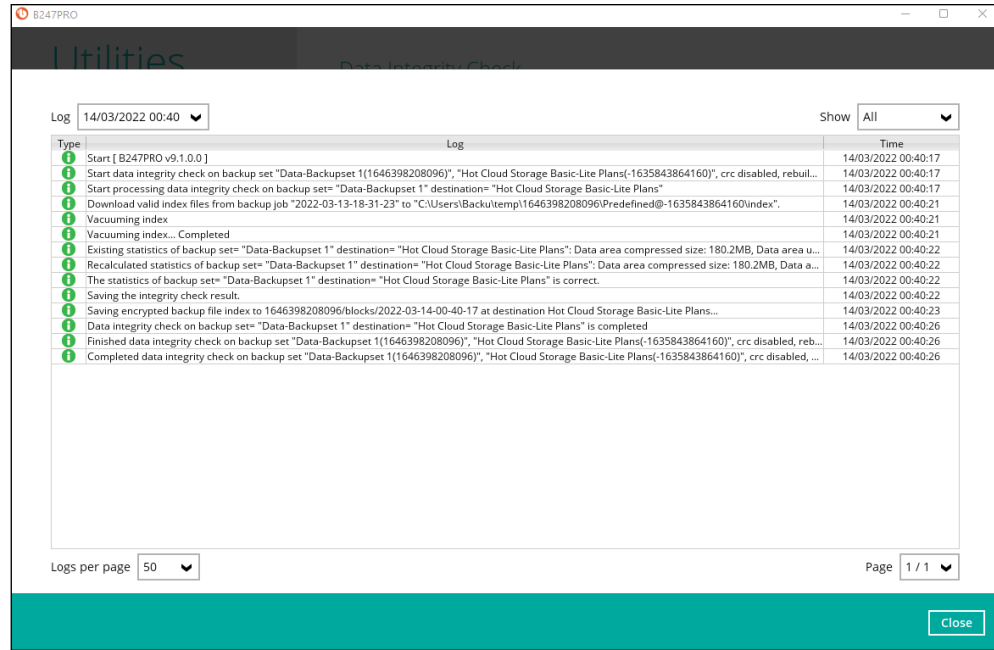 B247PRO
Utilities
Data Integrity Check
Log 14/03/2022 00:40 Show All
Type Log Time
Start [ B247PRO v9.1.0.0 ] 14/03/2022 00:40:17
Start data integrity check on backup set "Data-Backupset 1(1646398208096)", "Hot Cloud Storage Basic-Lite Plans(-1635843864160)", crc disabled, rebuil... 14/03/2022 00:40:17
Start processing data integrity check on backup set= "Data-Backupset 1" destination= "Hot Cloud Storage Basic-Lite Plans" 14/03/2022 00:40:17
Download valid index files from backup job "2022-03-13-18-31-23" to "C:\Users\Backu\temp\1646398208096\Predefined@-1635843864160\index". 14/03/2022 00:40:21
Vacuuming index 14/03/2022 00:40:21
Vacuuming index... Completed 14/03/2022 00:40:21
Existing statistics of backup set= "Data-Backupset 1" destination= "Hot Cloud Storage Basic-Lite Plans": Data area compressed size: 180.2MB, Data area u... 14/03/2022 00:40:22
Recalculated statistics of backup set= "Data-Backupset 1" destination= "Hot Cloud Storage Basic-Lite Plans": Data area compressed size: 180.2MB, Data a... 14/03/2022 00:40:22
The statistics of backup set= "Data-Backupset 1" destination= "Hot Cloud Storage Basic-Lite Plans" is correct. 14/03/2022 00:40:22
Saving the integrity check result. 14/03/2022 00:40:22
Saving encrypted backup file index to 1646398208096/blocks/2022-03-14-00-40-17 at destination Hot Cloud Storage Basic-Lite Plans... 14/03/2022 00:40:23
Data integrity check on backup set= "Data-Backupset 1" destination= "Hot Cloud Storage Basic-Lite Plans" is completed 14/03/2022 00:40:26
Finished data integrity check on backup set "Data-Backupset 1(1646398208096)", "Hot Cloud Storage Basic-Lite Plans(-1635843864160)", crc disabled, reb... 14/03/2022 00:40:26
Completed data integrity check on backup set "Data-Backupset 1(1646398208096)", "Hot Cloud Storage Basic-Lite Plans(-1635843864160)", crc disabled, ... 14/03/2022 00:40:26
Logs per page 50 Page 1 / 1
Close